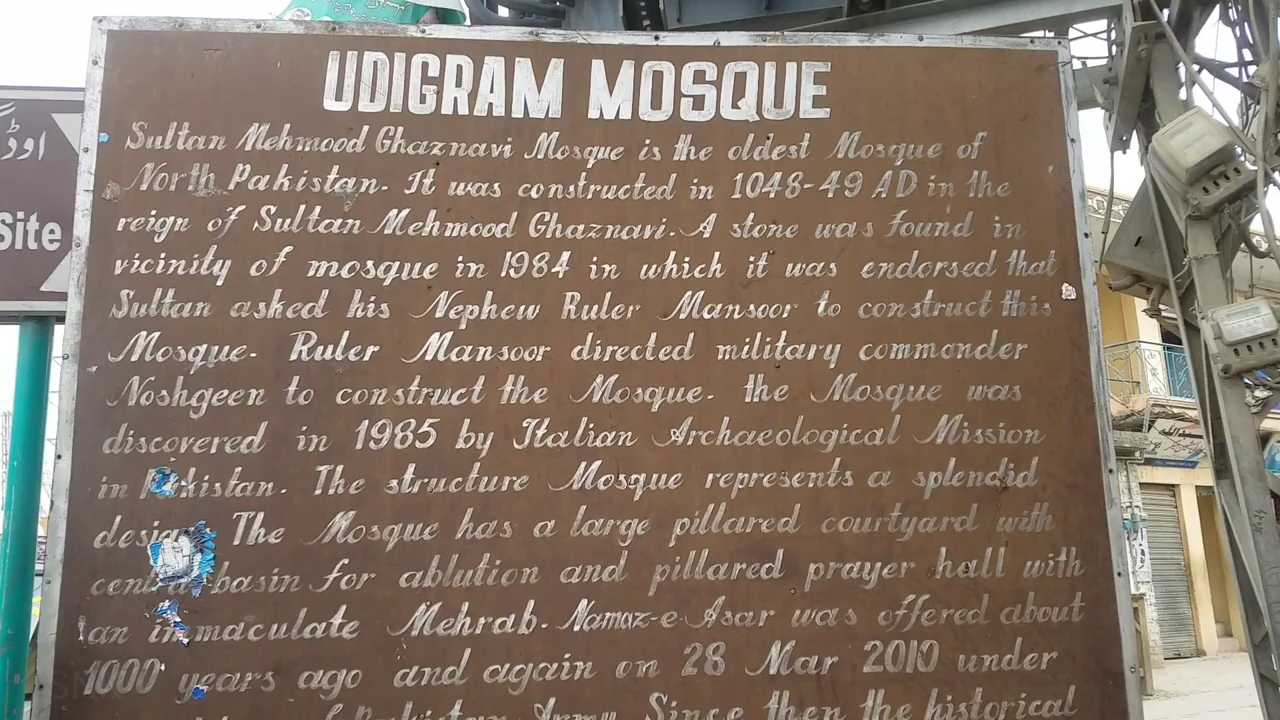 UDIGRAM MOSQUE
Sultan Mehmood Ghaznavi Mosque is the oldest Mosque of
North Pakistan. It was constructed in 1048-49 AD in the
reign of Sultan Mehmood Ghaznavi. A stone was found in
vicinity of mosque in 1984 in which it was endorsed that
Sultan asked his Nephew Ruler Mansoor to construct this
Mosque. Ruler Mansoor directed military commander
Noshgeen to construct the Mosque. the Mosque was
discovered in 1985 by Italian Archaeological Mission
in Pakistan. The structure Mosque represents a splendid
design The Mosque has a large pillared courtyard with
central basin for ablution and pillared prayer hall with
an immaculate Mehrab. Namaz-e-Asar was offered about
1000 years ago and again on 28 Mar 2010 under
of Pakistan Army. Since then the historical
Site